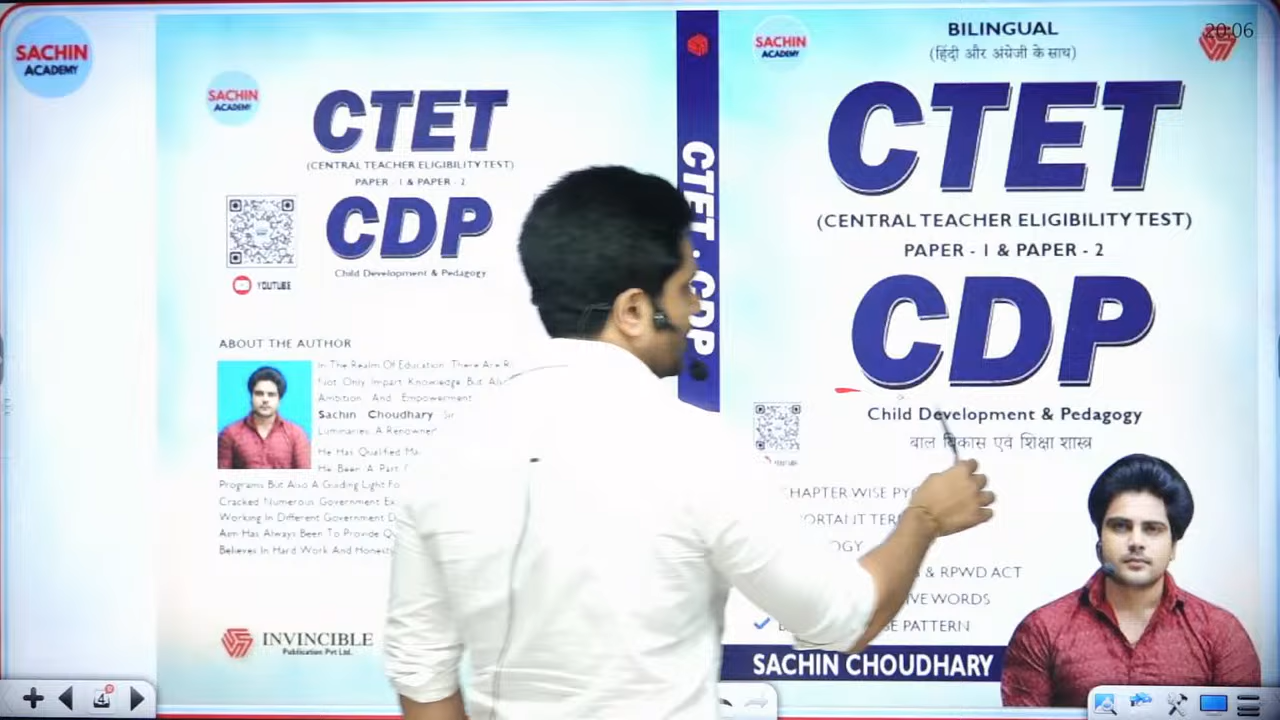 SACHIN
ACADEMY
SACHIN
ACADEMY
CTET
(CENTRAL TEACHER ELIGIBILITY TEST)
PAPER - 1 & PAPER - 2
CDP
Child Development & Pedagogy
YOUTUBE
ABOUT THE AUTHOR
In The Realm Of Education There Are
Not Only Impart Knowledge But
Ambition And Empowerment
Sachin Choudhary
Luminaries A
He Has Qualified
He Been A Part
Programs But Also A Guiding Light
Cracked Numerous Government
Working In Different Government
Aim Has Always Been To Provide
Believes In Hard Work And
INVINCIBLE
Publication Pvt Ltd.
CTET - CDP
SACHIN
ACADEMY
BILINGUAL
(हिंदी और अंग्रेजी के साथ)
20:06
CTET
(CENTRAL TEACHER ELIGIBILITY TEST)
PAPER - 1 & PAPER - 2
CDP
Child Development & Pedagogy
बाल विकास एवं शिक्षा शास्त्र
YOUTUBE
CHAPTER WISE
& RPWD ACT
WORDS
PATTERN
SACHIN CHOUDHARY
4